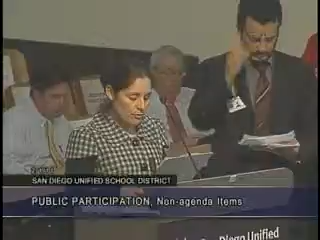 SAN DIEGO UNIFIED SCHOOL DISTRICT
PUBLIC PARTICIPATION, Non-agenda Items
Diego Unified